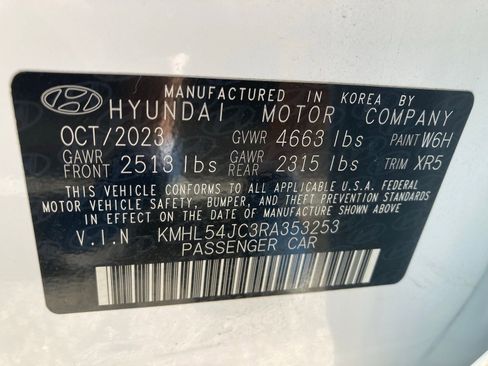 MANUFACTURED IN KOREA BY
HYUNDAI MOTOR COMPANY
OCT/2023 GVWR 4663 lbs PAINT W6H
GAWR FRONT 2513 lbs GAWR REAR 2315 lbs TRIM XR5
THIS VEHICLE CONFORMS TO ALL APPLICABLE U.S.A. FEDERAL
MOTOR VEHICLE SAFETY, BUMPER, AND THEFT PREVENTION STANDARDS
IN EFFECT ON THE DATE OF MANUFACTURE SHOWN ABOVE.
V.I.N KMHL54JC3RA353253
PASSENGER CAR